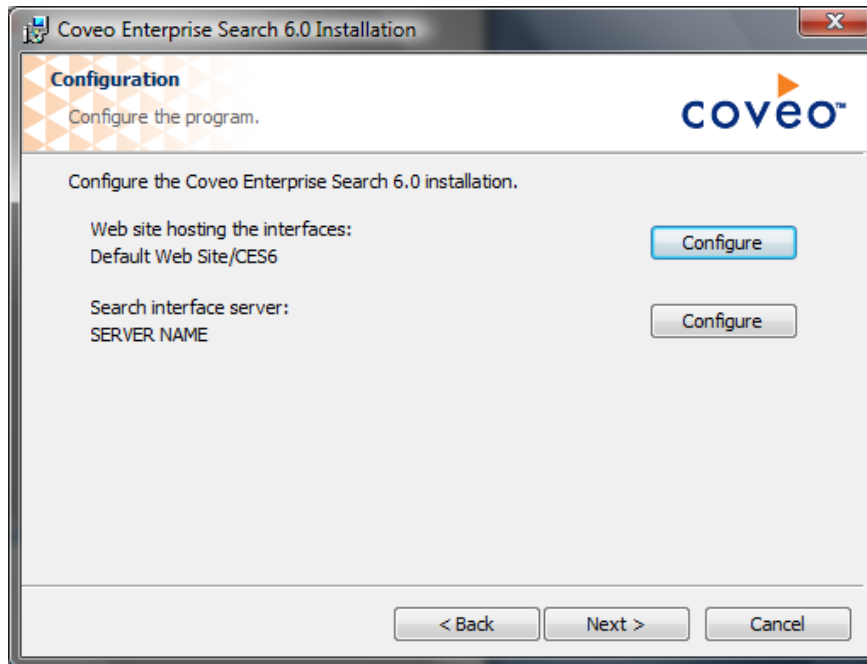 Coveo Enterprise Search 6.0 Installation
Configuration
Configure the program.
coveo™
Configure the Coveo Enterprise Search 6.0 installation.
Web site hosting the interfaces:
Default Web Site/CES6
Configure
Search interface server:
SERVER NAME
Configure
< Back
Next >
Cancel